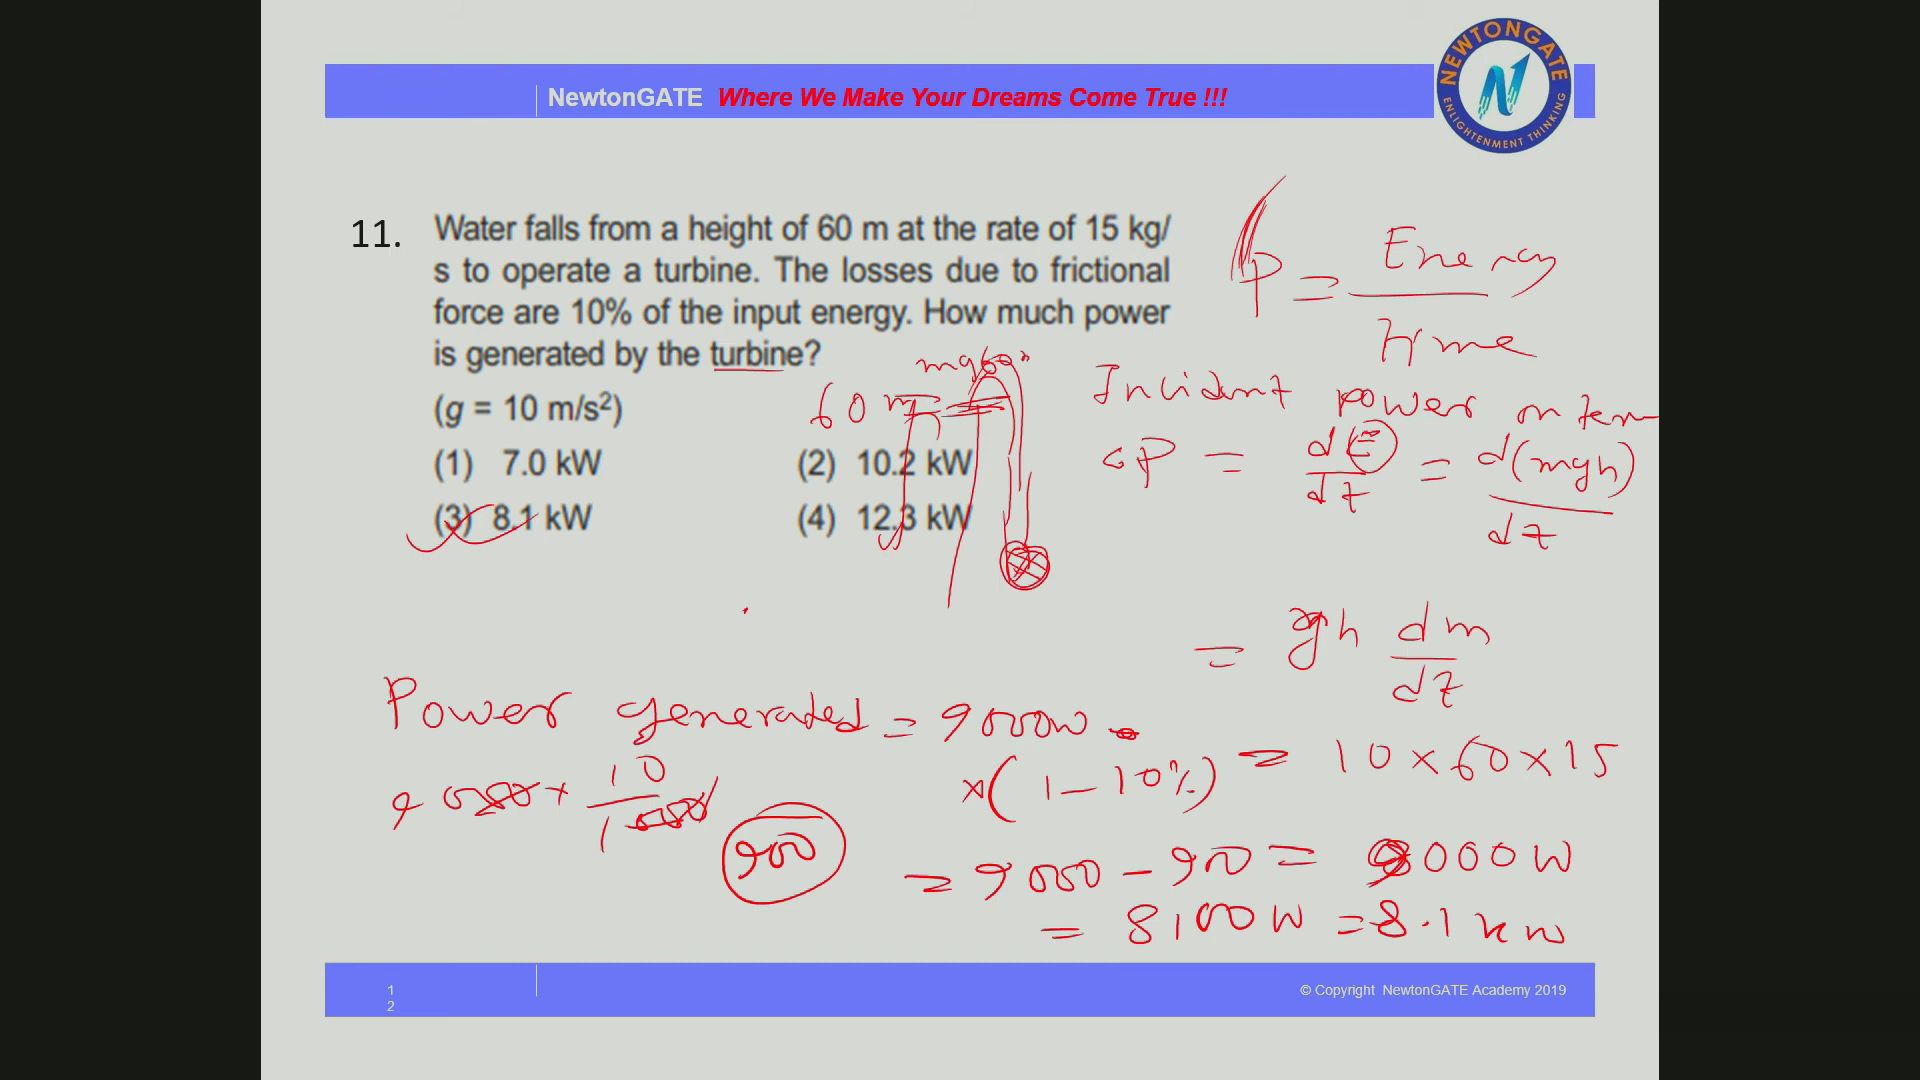 NewtonGATE Where We Make Your Dreams Come True !!!
NEWTONGATE
ENLIGHTENMENT THINKING
11. Water falls from a height of 60 m at the rate of 15 kg/
s to operate a turbine. The losses due to frictional
force are 10% of the input energy. How much power
is generated by the turbine?
(g = 10 m/s²)
(1) 7.0 kW (2) 10.2 kW
(3) 8.1 kW (4) 12.3 kW
P = Energy
time
60 m
Incident power on
P = dE/dt = d(mgh)/dt
= gh dm/dt
= 10 × 60 × 15
= 9000 W
Power generated = 9000W
× (1 - 10%)
900
= 9000 - 900
= 8100 W = 8.1 kW
1
2
© Copyright NewtonGATE Academy 2019